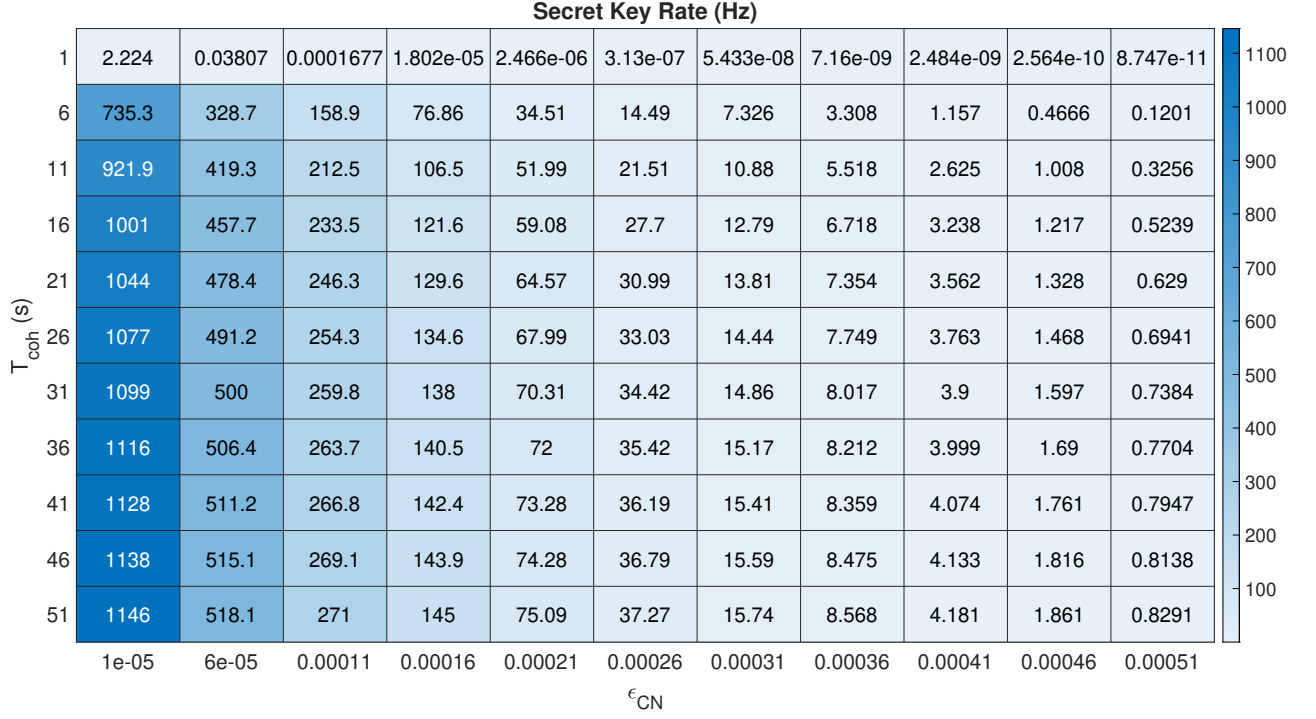 Secret Key Rate (Hz)
1 2.224 0.03807 0.0001677 1.802e-05 2.466e-06 3.13e-07 5.433e-08 7.16e-09 2.484e-09 2.564e-10 8.747e-11
6 735.3 328.7 158.9 76.86 34.51 14.49 7.326 3.308 1.157 0.4666 0.1201
11 921.9 419.3 212.5 106.5 51.99 21.51 10.88 5.518 2.625 1.008 0.3256
16 1001 457.7 233.5 121.6 59.08 27.7 12.79 6.718 3.238 1.217 0.5239
21 1044 478.4 246.3 129.6 64.57 30.99 13.81 7.354 3.562 1.328 0.629
26 1077 491.2 254.3 134.6 67.99 33.03 14.44 7.749 3.763 1.468 0.6941
31 1099 500 259.8 138 70.31 34.42 14.86 8.017 3.9 1.597 0.7384
36 1116 506.4 263.7 140.5 72 35.42 15.17 8.212 3.999 1.69 0.7704
41 1128 511.2 266.8 142.4 73.28 36.19 15.41 8.359 4.074 1.761 0.7947
46 1138 515.1 269.1 143.9 74.28 36.79 15.59 8.475 4.133 1.816 0.8138
51 1146 518.1 271 145 75.09 37.27 15.74 8.568 4.181 1.861 0.8291
1e-05 6e-05 0.00011 0.00016 0.00021 0.00026 0.00031 0.00036 0.00041 0.00046 0.00051
T_coh (s)
ϵ_CN
1100
1000
900
800
700
600
500
400
300
200
100